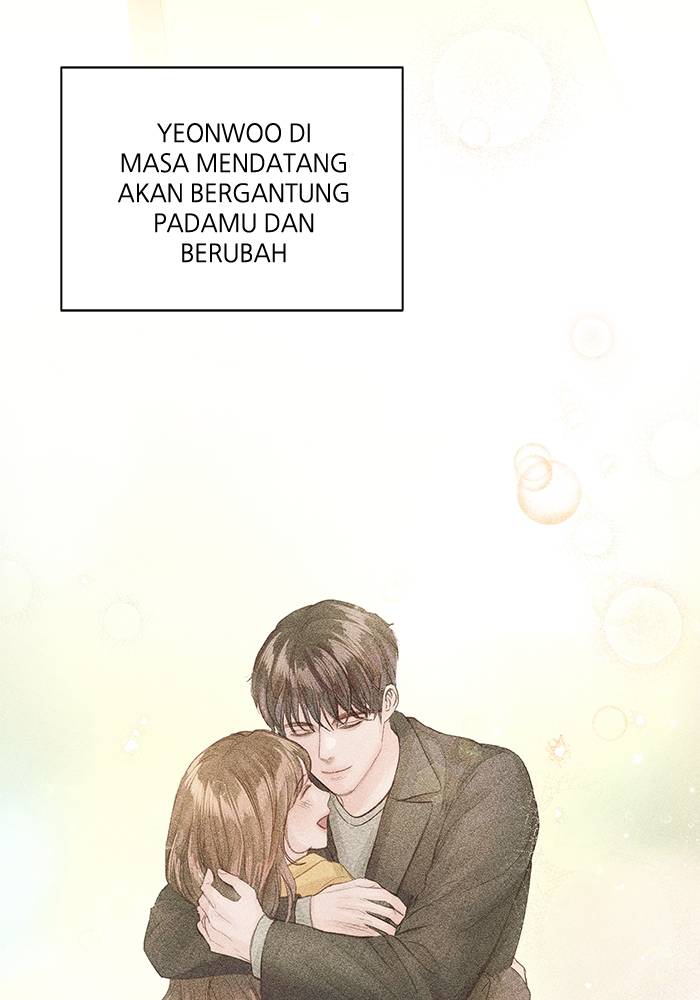 YEONWOO DI
MASA MENDATANG
AKAN BERGANTUNG
PADAMU DAN
BERUBAH